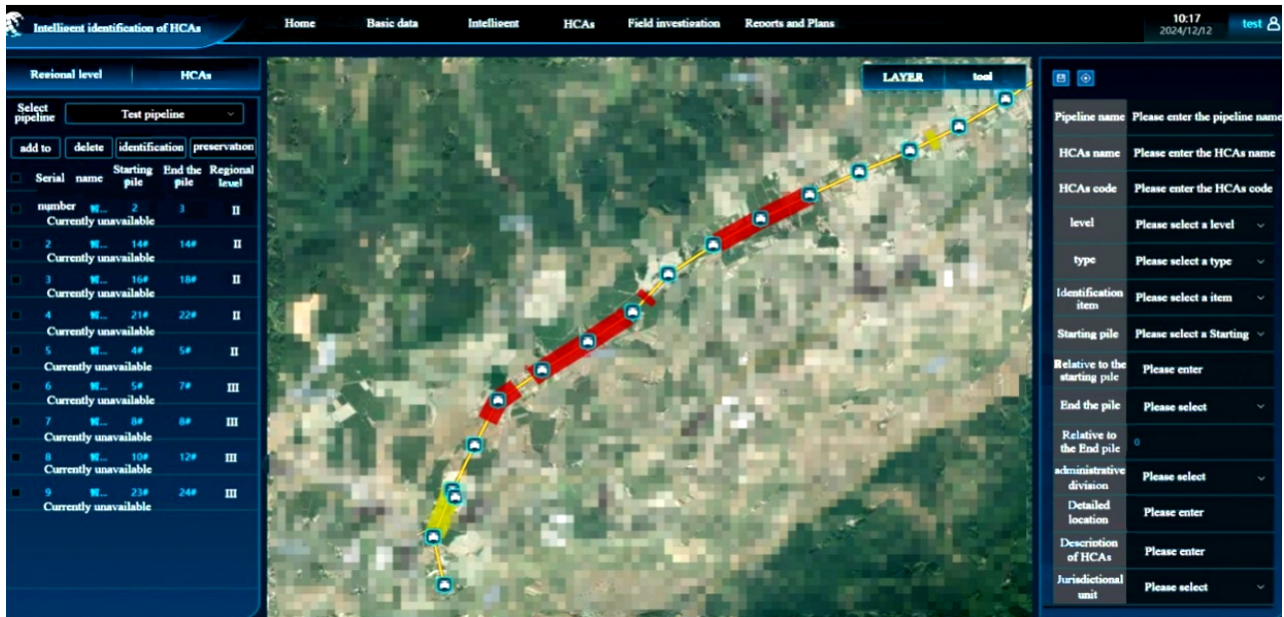 Intelligent identification of HCAs
Home
Basic data
Intelligent
HCAs
Field investigation
Reports and Plans
10:17
2024/12/12
test
Regional level
HCAs
Select
pipeline
Test pipeline
add to
delete
identification
preservation
Serial name Starting pile End the pile Regional level
number 2 3 II
Currently unavailable
2 14# 14# II
Currently unavailable
3 16# 18# II
Currently unavailable
4 21# 22# II
Currently unavailable
5 4# 5# II
Currently unavailable
6 5# 7# III
Currently unavailable
7 8# 8# III
Currently unavailable
8 10# 12# III
Currently unavailable
9 23# 24# III
Currently unavailable
LAYER
tool
Pipeline name Please enter the pipeline name
HCAs name Please enter the HCAs name
HCAs code Please enter the HCAs code
level Please select a level
type Please select a type
Identification
item
Please select a item
Starting pile Please select a Starting
Relative to the
starting pile
Please enter
End the pile Please select
Relative to
the End pile
0
administrative
division
Please select
Detailed
location
Please enter
Description
of HCAs
Please enter
Jurisdictional
unit
Please select